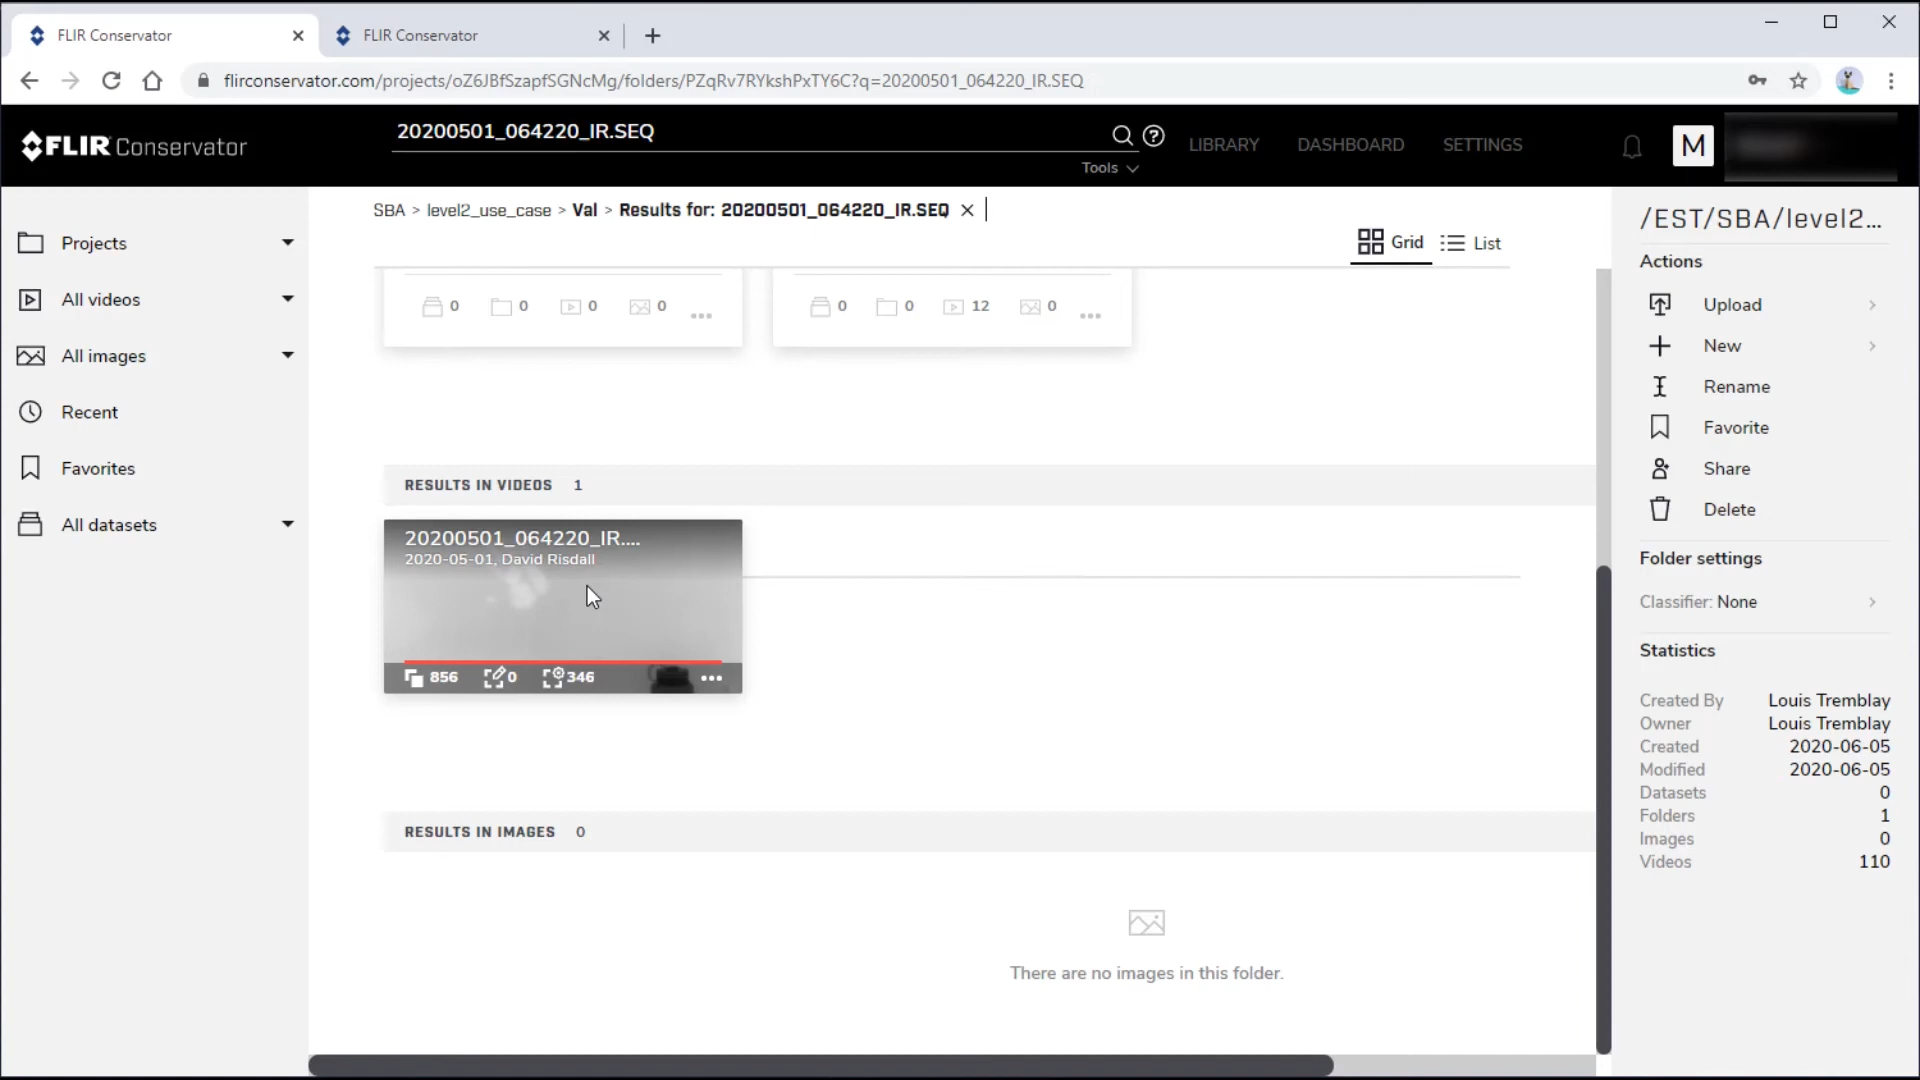 FLIR Conservator
FLIR Conservator
flirconservator.com/projects/oZ6JBfSzapfSGNcMg/folders/PZqRv7RYkshPxTY6C?q=20200501_064220_IR.SEQ
FLIR Conservator
20200501_064220_IR.SEQ
Tools
LIBRARY
DASHBOARD
SETTINGS
M
Projects
All videos
All images
Recent
Favorites
All datasets
SBA > level2_use_case > Val > Results for: 20200501_064220_IR.SEQ
Grid
List
0 0 0 0
0 0 12 0
RESULTS IN VIDEOS 1
20200501_064220_IR....
2020-05-01, David Risdall
856 0 346
RESULTS IN IMAGES 0
There are no images in this folder.
/EST/SBA/level2...
Actions
Upload
New
Rename
Favorite
Share
Delete
Folder settings
Classifier: None
Statistics
Created By Louis Tremblay
Owner Louis Tremblay
Created 2020-06-05
Modified 2020-06-05
Datasets 0
Folders 1
Images 0
Videos 110